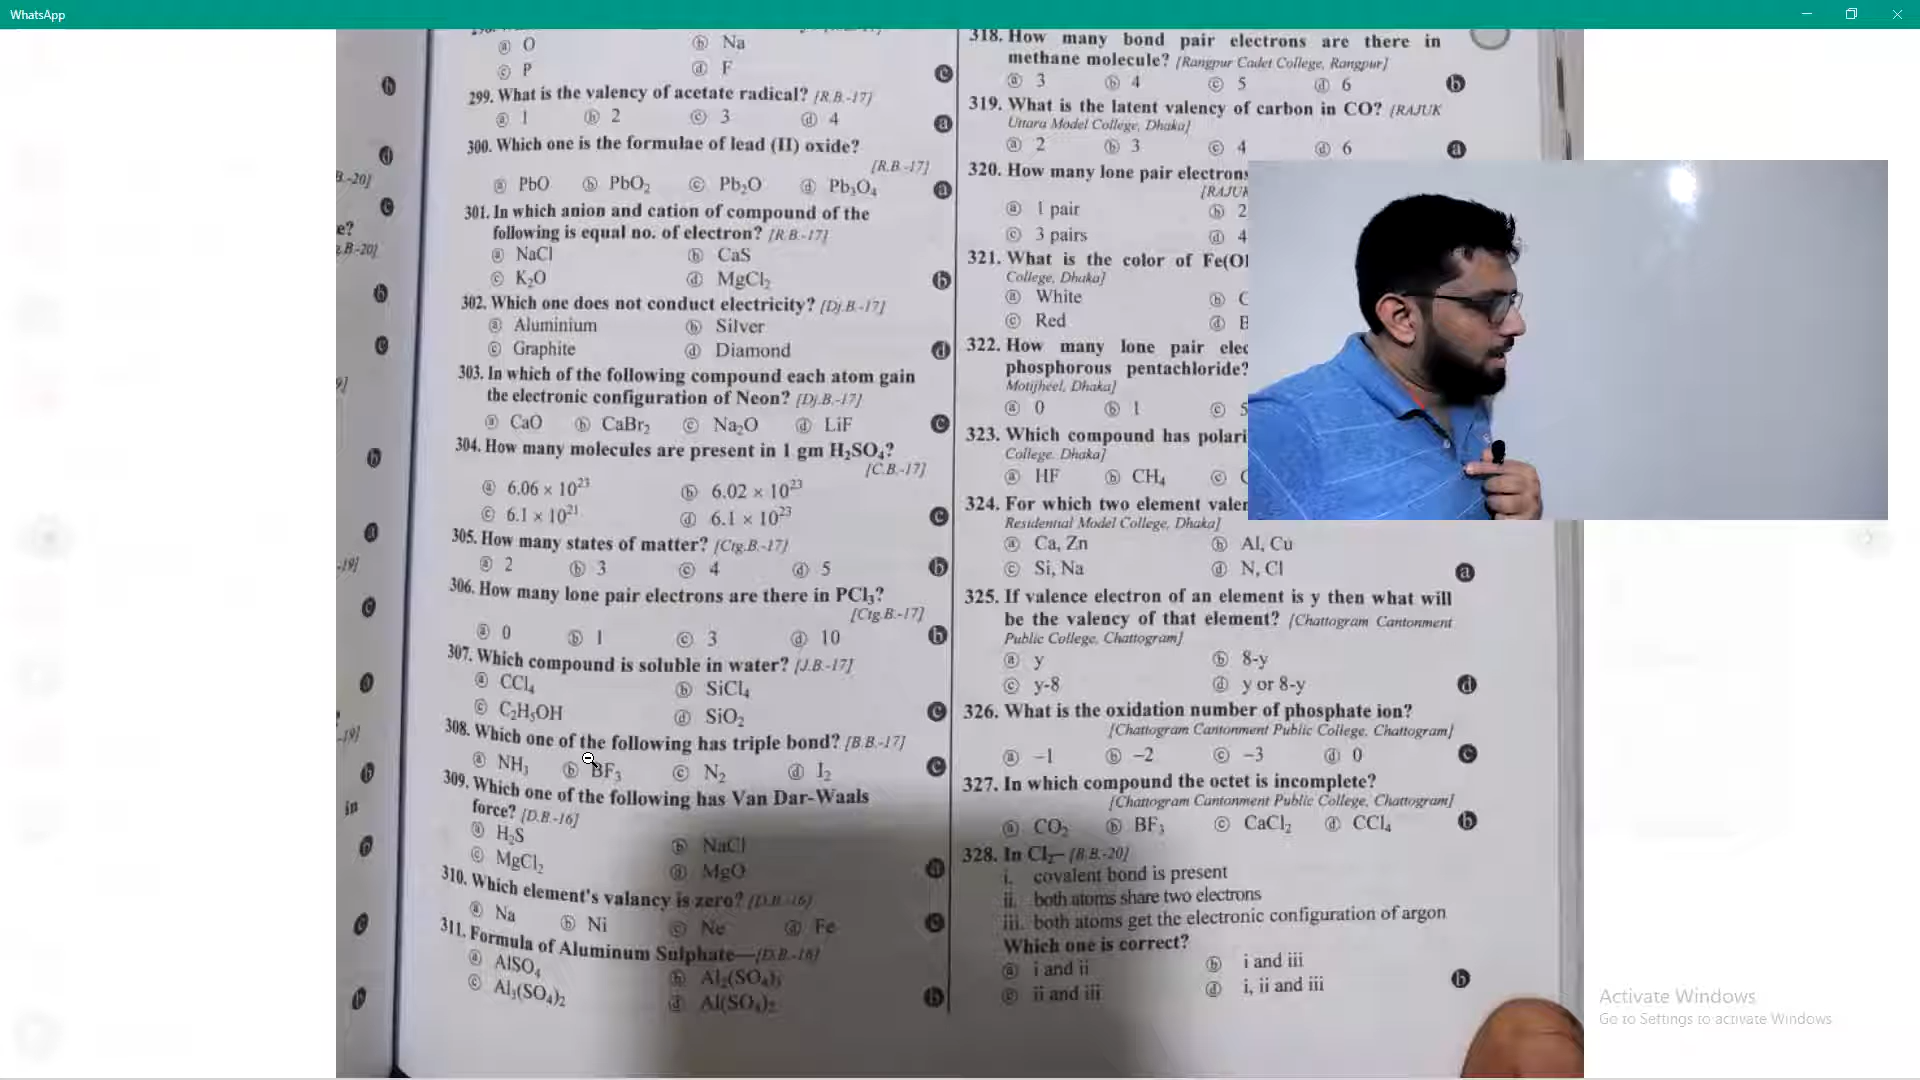 WhatsApp
ⓐ O ⓑ Na
ⓒ P ⓓ F ⓒ
299. What is the valency of acetate radical? [R.B.-17]
ⓐ 1 ⓑ 2 ⓒ 3 ⓓ 4 ⓐ
300. Which one is the formulae of lead (II) oxide?
[R.B.-17]
ⓐ PbO ⓑ PbO₂ ⓒ Pb₂O ⓓ Pb₃O₄ ⓐ
301. In which anion and cation of compound of the
following is equal no. of electron? [R.B.-17]
ⓐ NaCl ⓑ CaS
ⓒ K₂O ⓓ MgCl₂ ⓑ
302. Which one does not conduct electricity? [Dj.B.-17]
ⓐ Aluminium ⓑ Silver
ⓒ Graphite ⓓ Diamond ⓓ
303. In which of the following compound each atom gain
the electronic configuration of Neon? [Dj.B.-17]
ⓐ CaO ⓑ CaBr₂ ⓒ Na₂O ⓓ LiF ⓒ
304. How many molecules are present in 1 gm H₂SO₄?
[C.B.-17]
ⓐ 6.06 × 10²³ ⓑ 6.02 × 10²³
ⓒ 6.1 × 10²¹ ⓓ 6.1 × 10²³ ⓒ
305. How many states of matter? [Ctg.B.-17]
ⓐ 2 ⓑ 3 ⓒ 4 ⓓ 5 ⓑ
306. How many lone pair electrons are there in PCl₃?
[Ctg.B.-17]
ⓐ 0 ⓑ 1 ⓒ 3 ⓓ 10 ⓑ
307. Which compound is soluble in water? [J.B.-17]
ⓐ CCl₄ ⓑ SiCl₄
ⓒ C₂H₅OH ⓓ SiO₂ ⓒ
308. Which one of the following has triple bond? [B.B.-17]
ⓐ NH₃ ⓑ BF₃ ⓒ N₂ ⓓ I₂ ⓒ
309. Which one of the following has Van Dar-Waals
force? [D.B.-16]
ⓐ H₂S ⓑ NaCl
ⓒ MgCl₂ ⓓ MgO ⓐ
310. Which element's valancy is zero? [D.B.-16]
ⓐ Na ⓑ Ni ⓒ Ne ⓓ Fe ⓒ
311. Formula of Aluminum Sulphate—[D.B.-16]
ⓐ AlSO₄ ⓑ Al₂(SO₄)₃
ⓒ Al₃(SO₄)₂ ⓓ Al(SO₄)₂ ⓑ
318. How many bond pair electrons are there in
methane molecule? [Rangpur Cadet College, Rangpur]
ⓐ 3 ⓑ 4 ⓒ 5 ⓓ 6 ⓑ
319. What is the latent valency of carbon in CO? [RAJUK
Uttara Model College, Dhaka]
ⓐ 2 ⓑ 3 ⓒ 4 ⓓ 6 ⓐ
320. How many lone pair electrons
[RAJUK
ⓐ 1 pair ⓑ 2
ⓒ 3 pairs ⓓ 4
321. What is the color of
College, Dhaka]
ⓐ White ⓑ
ⓒ Red ⓓ
322. How many lone pair
phosphorous pentachloride?
Motijheel, Dhaka]
ⓐ 0 ⓑ 1 ⓒ 5
323. Which compound has
College, Dhaka]
ⓐ HF ⓑ CH₄ ⓒ
324. For which two element
Residential Model College, Dhaka]
ⓐ Ca, Zn ⓑ Al, Cu
ⓒ Si, Na ⓓ N, Cl ⓐ
325. If valence electron of an element is y then what will
be the valency of that element? [Chattogram Cantonment
Public College, Chattogram]
ⓐ y ⓑ 8-y
ⓒ y-8 ⓓ y or 8-y ⓓ
326. What is the oxidation number of phosphate ion?
[Chattogram Cantonment Public College, Chattogram]
ⓐ −1 ⓑ −2 ⓒ −3 ⓓ 0 ⓒ
327. In which compound the octet is incomplete?
[Chattogram Cantonment Public College, Chattogram]
ⓐ CO₂ ⓑ BF₃ ⓒ CaCl₂ ⓓ CCl₄ ⓑ
328. In Cl₂– [B.B.-20]
i. covalent bond is present
ii. both atoms share two electrons
iii. both atoms get the electronic configuration of argon
Which one is correct?
ⓐ i and ii ⓑ i and iii
ⓒ ii and iii ⓓ i, ii and iii ⓑ
Activate Windows
Go to Settings to activate Windows.